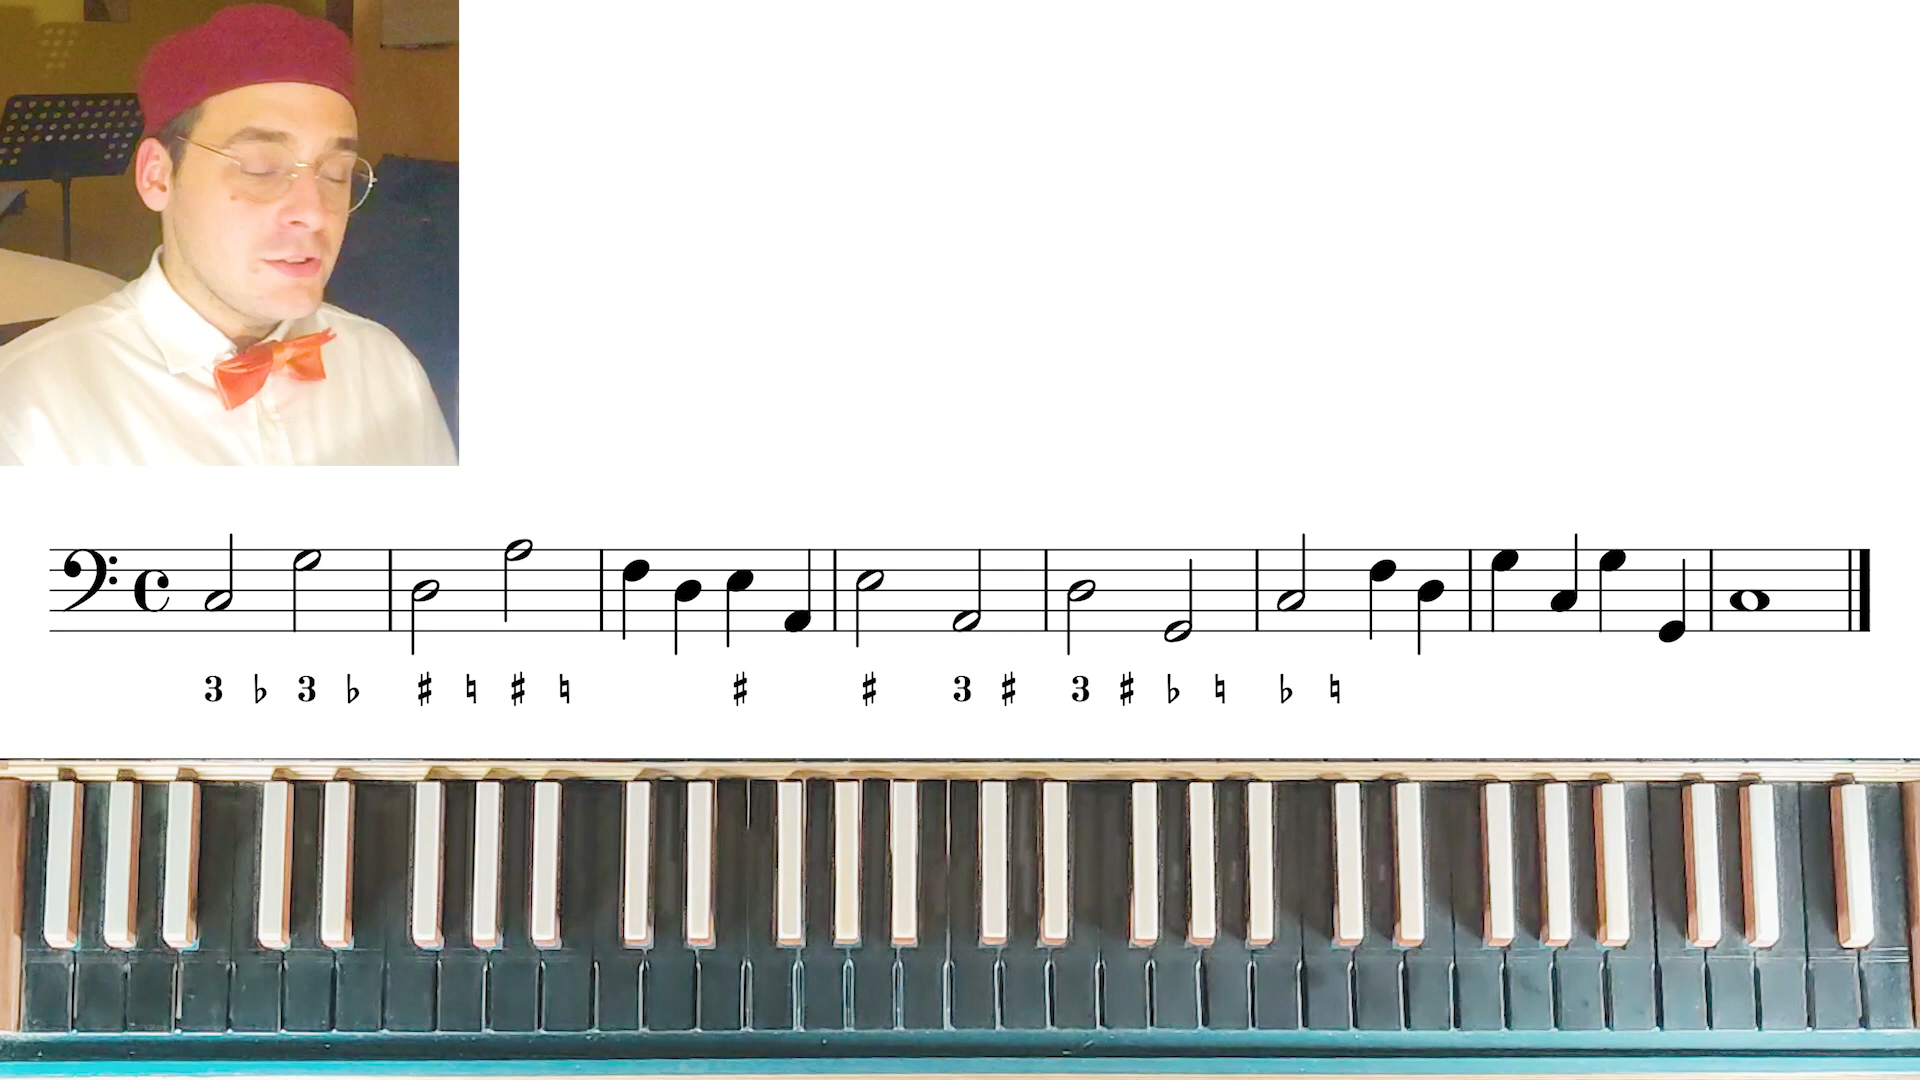 3 ♭ 3 ♭ ♯ ♮ ♯ ♮ ♯ ♯ 3 ♯ 3 ♯ ♭ ♮ ♭ ♮